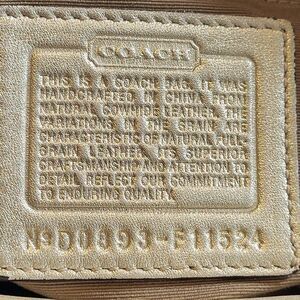 COACH
THIS IS A COACH BAG. IT WAS
HANDCRAFTED IN CHINA FROM
NATURAL COWHIDE LEATHER. THE
VARIATIONS IN THE GRAIN ARE
CHARACTERISTIC OF NATURAL FULL-
GRAIN LEATHER. ITS SUPERIOR
CRAFTSMANSHIP AND ATTENTION TO
DETAIL REFLECT OUR COMMITMENT
TO ENDURING QUALITY.
Nº D0893-F11524